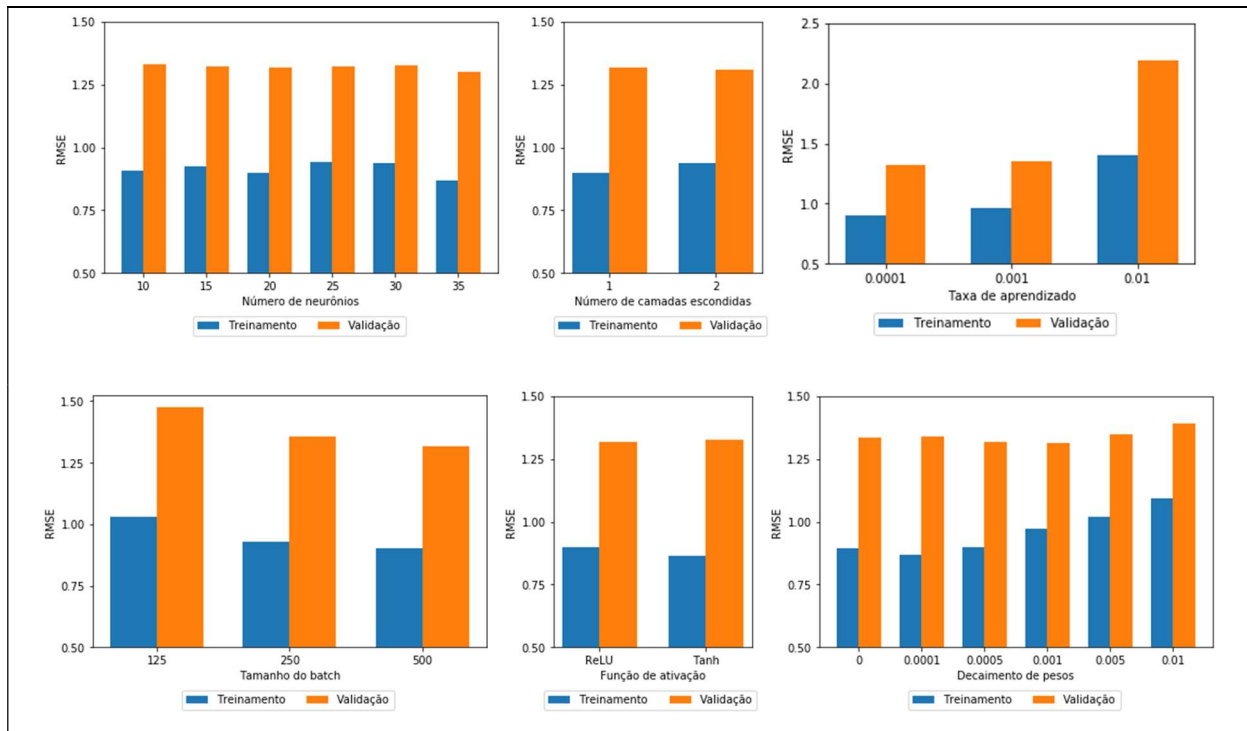 1.50
1.25
1.00
0.75
0.50
RMSE
10 15 20 25 30 35
Número de neurônios
Treinamento Validação
1.50
1.25
1.00
0.75
0.50
RMSE
1 2
Número de camadas escondidas
Treinamento Validação
2.5
2.0
1.5
1.0
0.5
RMSE
0.0001 0.001 0.01
Taxa de aprendizado
Treinamento Validação
1.50
1.25
1.00
0.75
0.50
RMSE
125 250 500
Tamanho do batch
Treinamento Validação
1.50
1.25
1.00
0.75
0.50
RMSE
ReLU Tanh
Função de ativação
Treinamento Validação
1.50
1.25
1.00
0.75
0.50
RMSE
0 0.0001 0.0005 0.001 0.005 0.01
Decaimento de pesos
Treinamento Validação